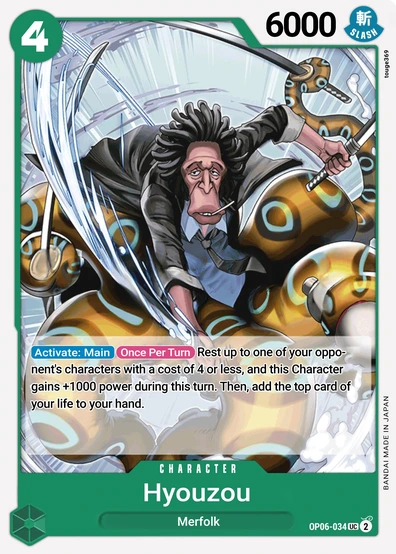 4
6000
斬
SLASH
touge369
Activate: Main Once Per Turn Rest up to one of your oppo-
nent's characters with a cost of 4 or less, and this Character
gains +1000 power during this turn. Then, add the top card of
your life to your hand.
BANDAI MADE IN JAPAN
CHARACTER
Hyouzou
Merfolk
OP06-034 UC 2